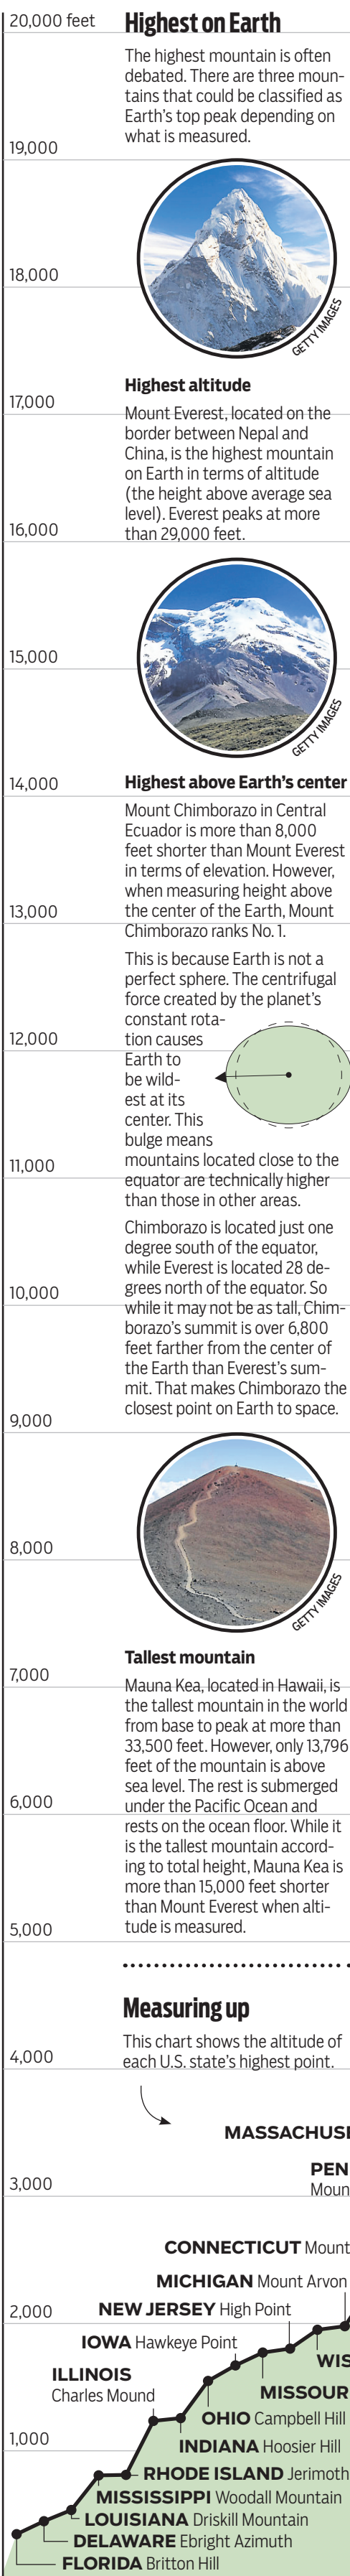 20,000 feet
Highest on Earth
The highest mountain is often
debated. There are three moun-
tains that could be classified as
Earth's top peak depending on
what is measured.
19,000
18,000
GETTY IMAGES
Highest altitude
17,000
Mount Everest, located on the
border between Nepal and
China, is the highest mountain
on Earth in terms of altitude
(the height above average sea
level). Everest peaks at more
than 29,000 feet.
16,000
15,000
GETTY IMAGES
14,000
Highest above Earth's center
Mount Chimborazo in Central
Ecuador is more than 8,000
feet shorter than Mount Everest
in terms of elevation. However,
when measuring height above
the center of the Earth, Mount
Chimborazo ranks No. 1.
13,000
This is because Earth is not a
perfect sphere. The centrifugal
force created by the planet's
constant rota-
tion causes
Earth to
be wild-
est at its
center. This
bulge means
mountains located close to the
equator are technically higher
than those in other areas.
12,000
11,000
Chimborazo is located just one
degree south of the equator,
while Everest is located 28 de-
grees north of the equator. So
while it may not be as tall, Chim-
borazo's summit is over 6,800
feet farther from the center of
the Earth than Everest's sum-
mit. That makes Chimborazo the
closest point on Earth to space.
10,000
9,000
8,000
GETTY IMAGES
Tallest mountain
7,000
Mauna Kea, located in Hawaii, is
the tallest mountain in the world
from base to peak at more than
33,500 feet. However, only 13,796
feet of the mountain is above
sea level. The rest is submerged
under the Pacific Ocean and
rests on the ocean floor. While it
is the tallest mountain accord-
ing to total height, Mauna Kea is
more than 15,000 feet shorter
than Mount Everest when alti-
tude is measured.
6,000
5,000
Measuring up
This chart shows the altitude of
each U.S. state's highest point.
4,000
MASSACHUS
PEN
Moun
3,000
CONNECTICUT Mount
MICHIGAN Mount Arvon
2,000
NEW JERSEY High Point
IOWA Hawkeye Point
WIS
ILLINOIS
Charles Mound
MISSOUR
OHIO Campbell Hill
INDIANA Hoosier Hill
1,000
RHODE ISLAND Jerimoth
MISSISSIPPI Woodall Mountain
LOUISIANA Driskill Mountain
DELAWARE Ebright Azimuth
FLORIDA Britton Hill